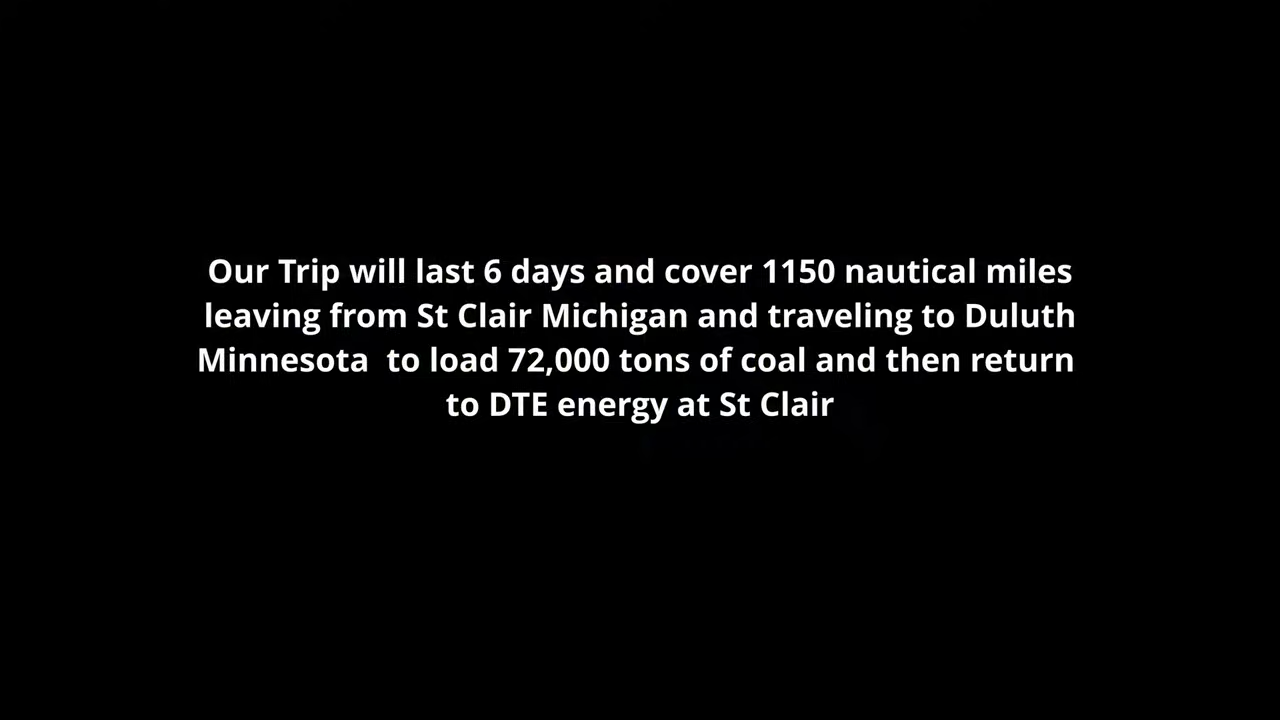 Our Trip will last 6 days and cover 1150 nautical miles
leaving from St Clair Michigan and traveling to Duluth
Minnesota  to load 72,000 tons of coal and then return
to DTE energy at St Clair